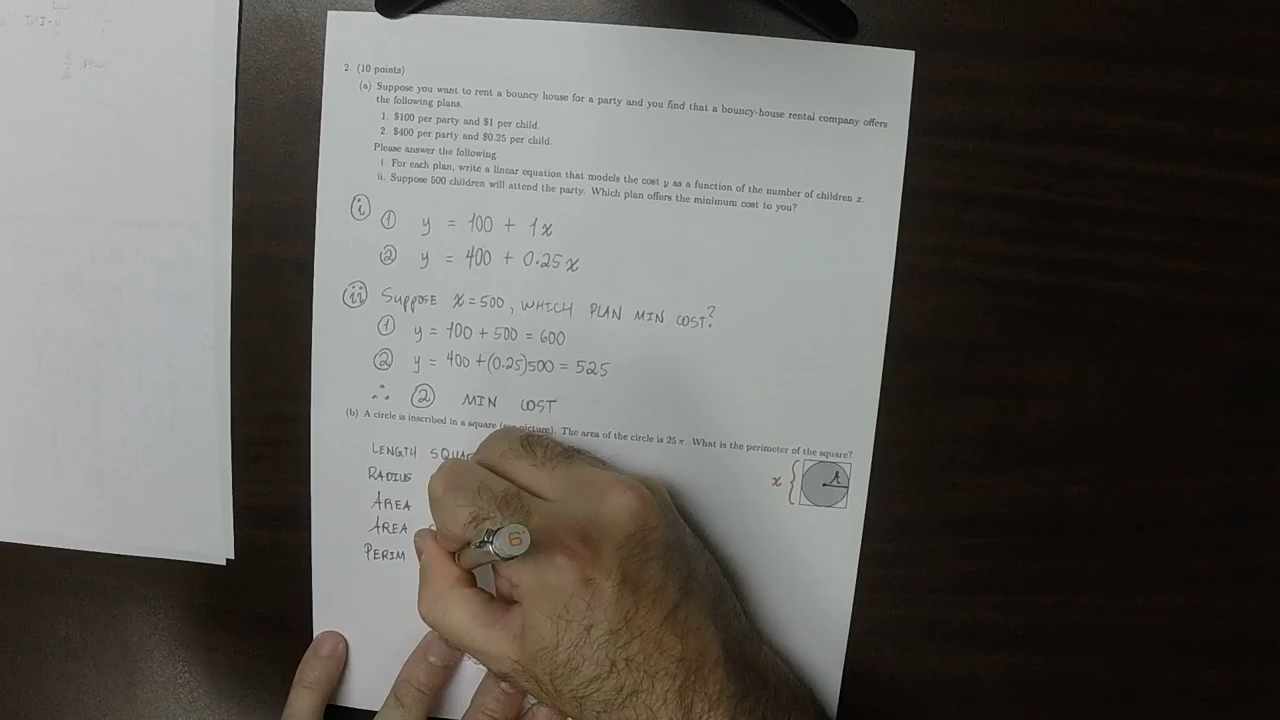 2. (10 points)
(a) Suppose you want to rent a bouncy house for a party and you find that a bouncy-house rental company offers
the following plans.
1. $100 per party and $1 per child.
2. $400 per party and $0.25 per child.
Please answer the following.
i. For each plan, write a linear equation that models the cost y as a function of the number of children x.
ii. Suppose 500 children will attend the party. Which plan offers the minimum cost to you?
(i) ① y = 100 + 1x
② y = 400 + 0.25x
(ii) SUPPOSE x = 500, WHICH PLAN MIN COST?
① y = 100 + 500 = 600
② y = 400 + (0.25)500 = 525
∴ ② MIN COST
(b) A circle is inscribed in a square (see picture). The area of the circle is 25π. What is the perimeter of the square?
LENGTH
RADIUS
AREA
AREA
PERIM
x { r